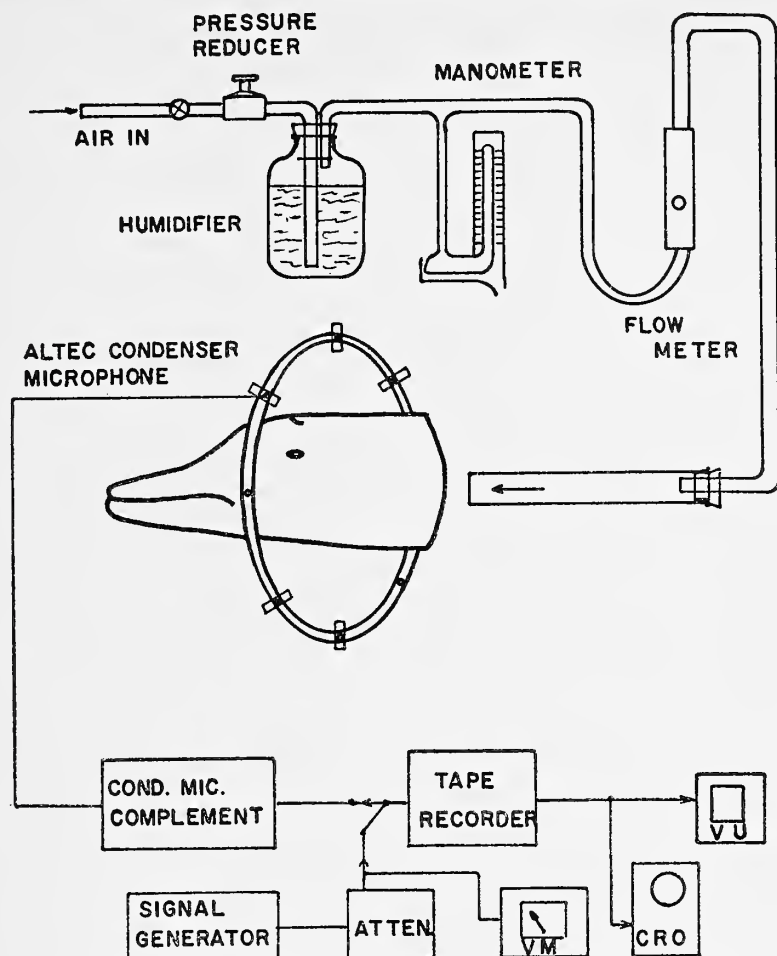 PRESSURE
REDUCER
MANOMETER
AIR IN
HUMIDIFIER
FLOW
METER
ALTEC CONDENSER
MICROPHONE
COND. MIC.
COMPLEMENT
TAPE
RECORDER
VU
SIGNAL
GENERATOR
ATTEN
VM
CRO